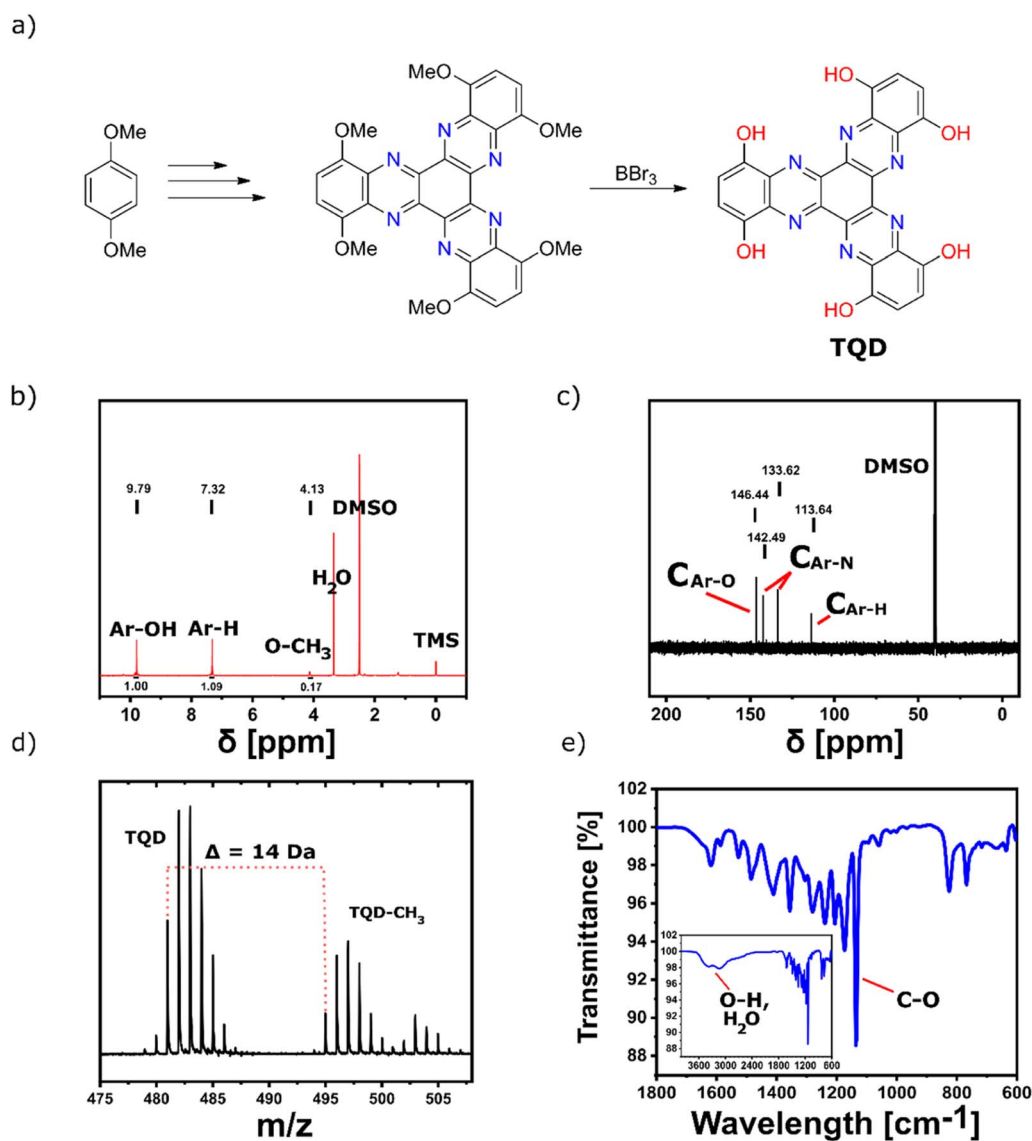 a)
OMe
OMe
MeO
OMe
OMe
N
N
N
N
N
N
OMe
OMe
MeO
BBr3
HO
OH
OH
N
N
N
N
N
N
OH
OH
HO
TQD
b)
9.79
7.32
4.13
DMSO
H2O
Ar-OH
Ar-H
O-CH3
TMS
1.00
1.09
0.17
10
8
6
4
2
0
δ [ppm]
c)
133.62
146.44
113.64
142.49
DMSO
CAr-O
CAr-N
CAr-H
200
150
100
50
0
δ [ppm]
d)
TQD
Δ = 14 Da
TQD-CH3
475
480
485
490
495
500
505
m/z
e)
102
100
98
96
94
92
90
88
Transmittance [%]
102
100
98
96
94
92
90
88
O-H,
H2O
3600
3000
2400
1800
1200
600
C-O
1800
1600
1400
1200
1000
800
600
Wavelength [cm-1]